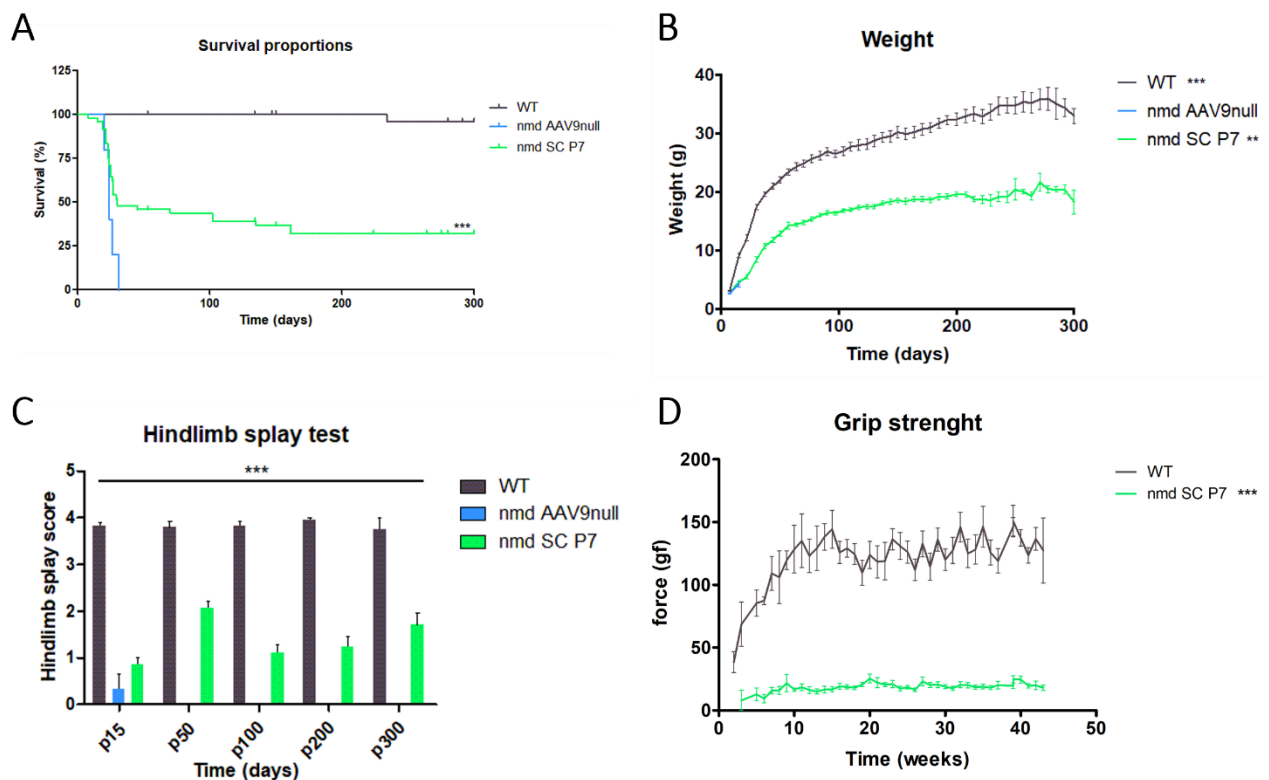 A
Survival proportions
125
100
75
50
25
0
Survival (%)
0 100 200 300
Time (days)
***
WT
nmd AAV9null
nmd SC P7
B
Weight
40
30
20
10
0
Weight (g)
0 100 200 300
Time (days)
WT ***
nmd AAV9null
nmd SC P7 **
C
Hindlimb splay test
***
5
4
3
2
1
0
Hindlimb splay score
p15 p50 p100 p200 p300
Time (days)
WT
nmd AAV9null
nmd SC P7
D
Grip strenght
200
150
100
50
0
force (gf)
0 10 20 30 40 50
Time (weeks)
WT
nmd SC P7 ***